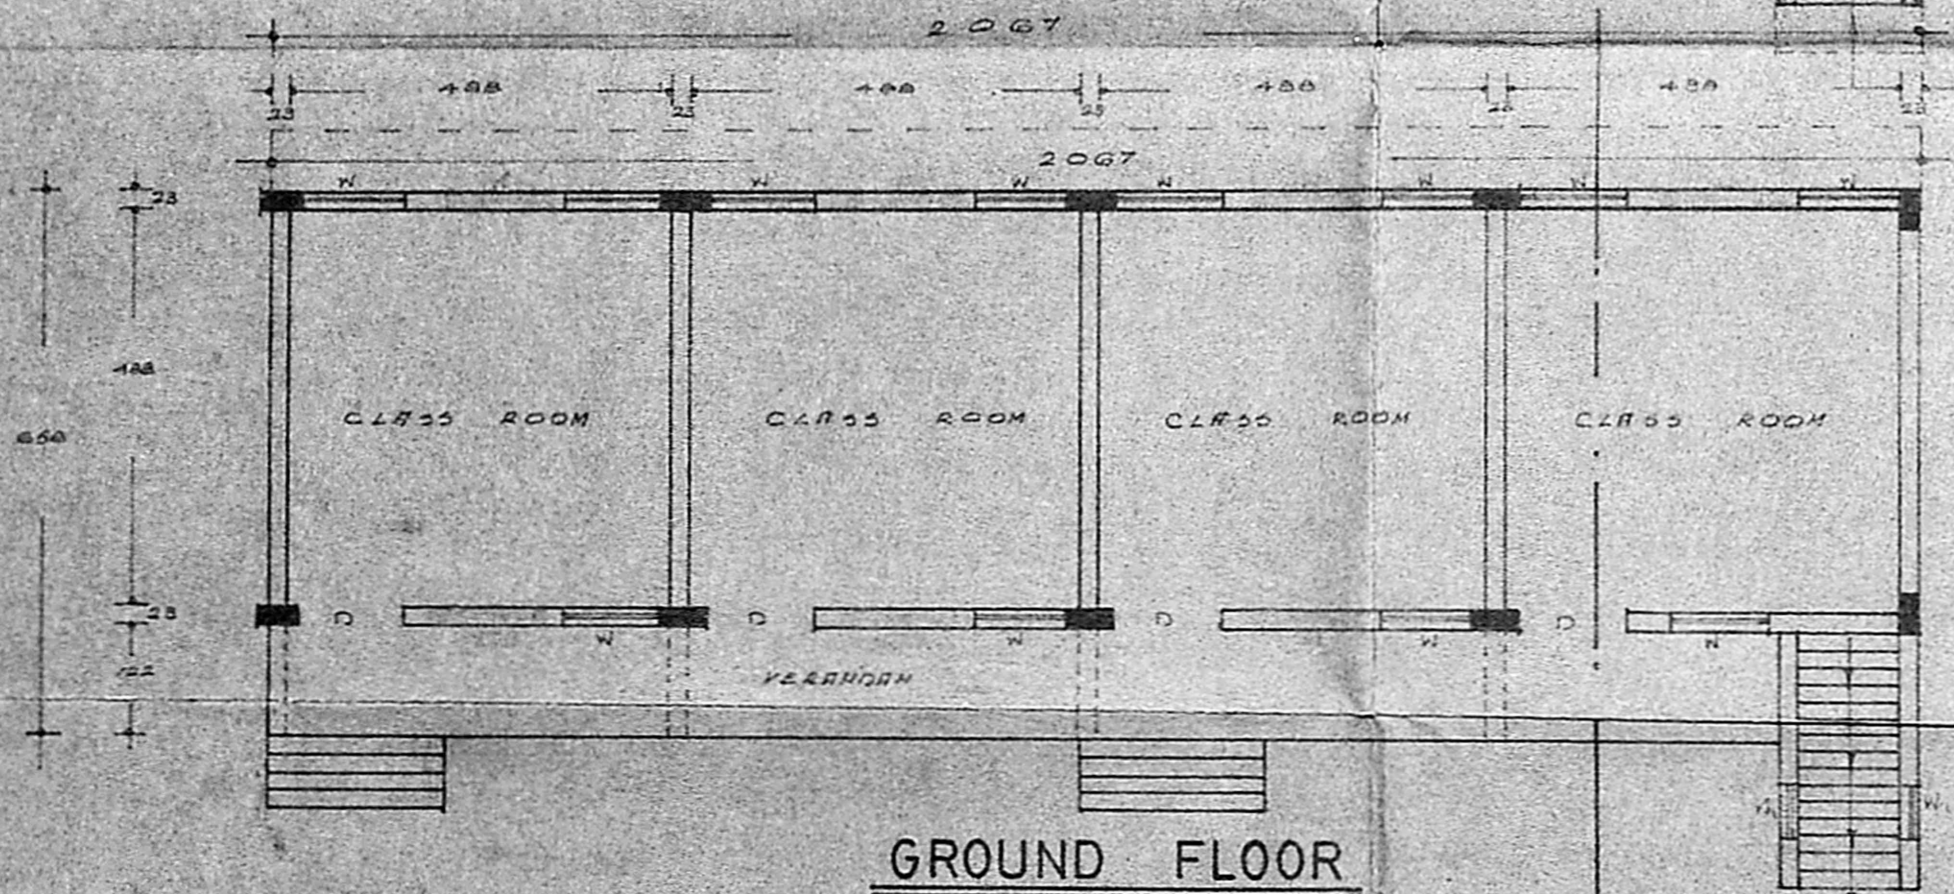 2067
488 488 488 488
23 23 23 23 23
2067
W W W W W W W
23
488
656
CLASS ROOM CLASS ROOM CLASS ROOM CLASS ROOM
23
D D D D
W W W W
122
VERANDAH
W W
GROUND FLOOR